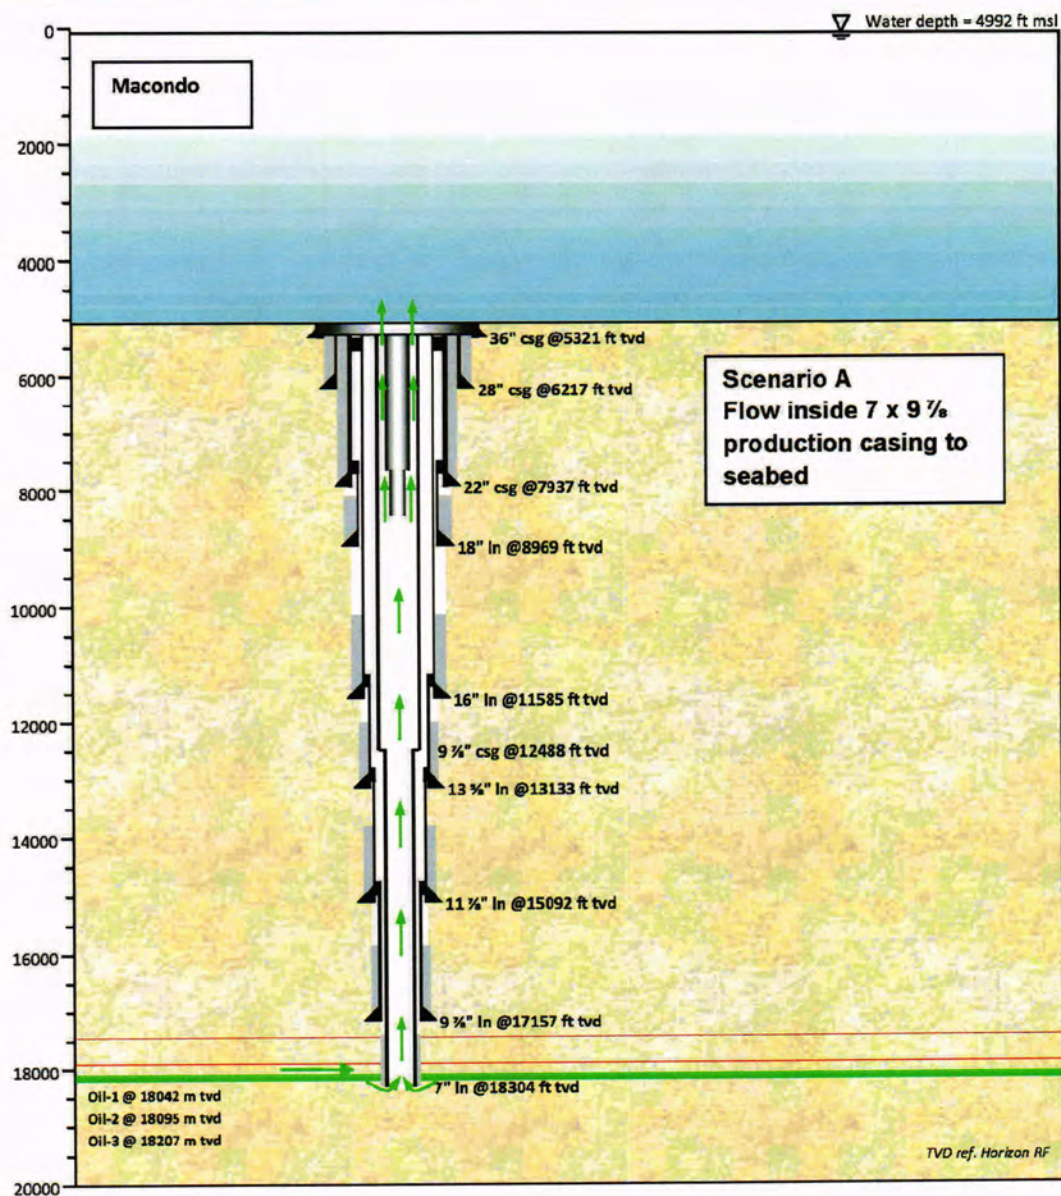 Water depth = 4992 ft msl
0
Macondo
2000
4000
36" csg @5321 ft tvd
6000
28" csg @6217 ft tvd
Scenario A
Flow inside 7 x 9 ⅞
production casing to
seabed
8000
22" csg @7937 ft tvd
18" ln @8969 ft tvd
10000
16" ln @11585 ft tvd
12000
9 ⅞" csg @12488 ft tvd
13 ⅝" ln @13133 ft tvd
14000
11 ⅞" ln @15092 ft tvd
16000
9 ⅞" ln @17157 ft tvd
18000
7" ln @18304 ft tvd
Oil-1 @ 18042 m tvd
Oil-2 @ 18095 m tvd
Oil-3 @ 18207 m tvd
TVD ref. Horizon RF
20000